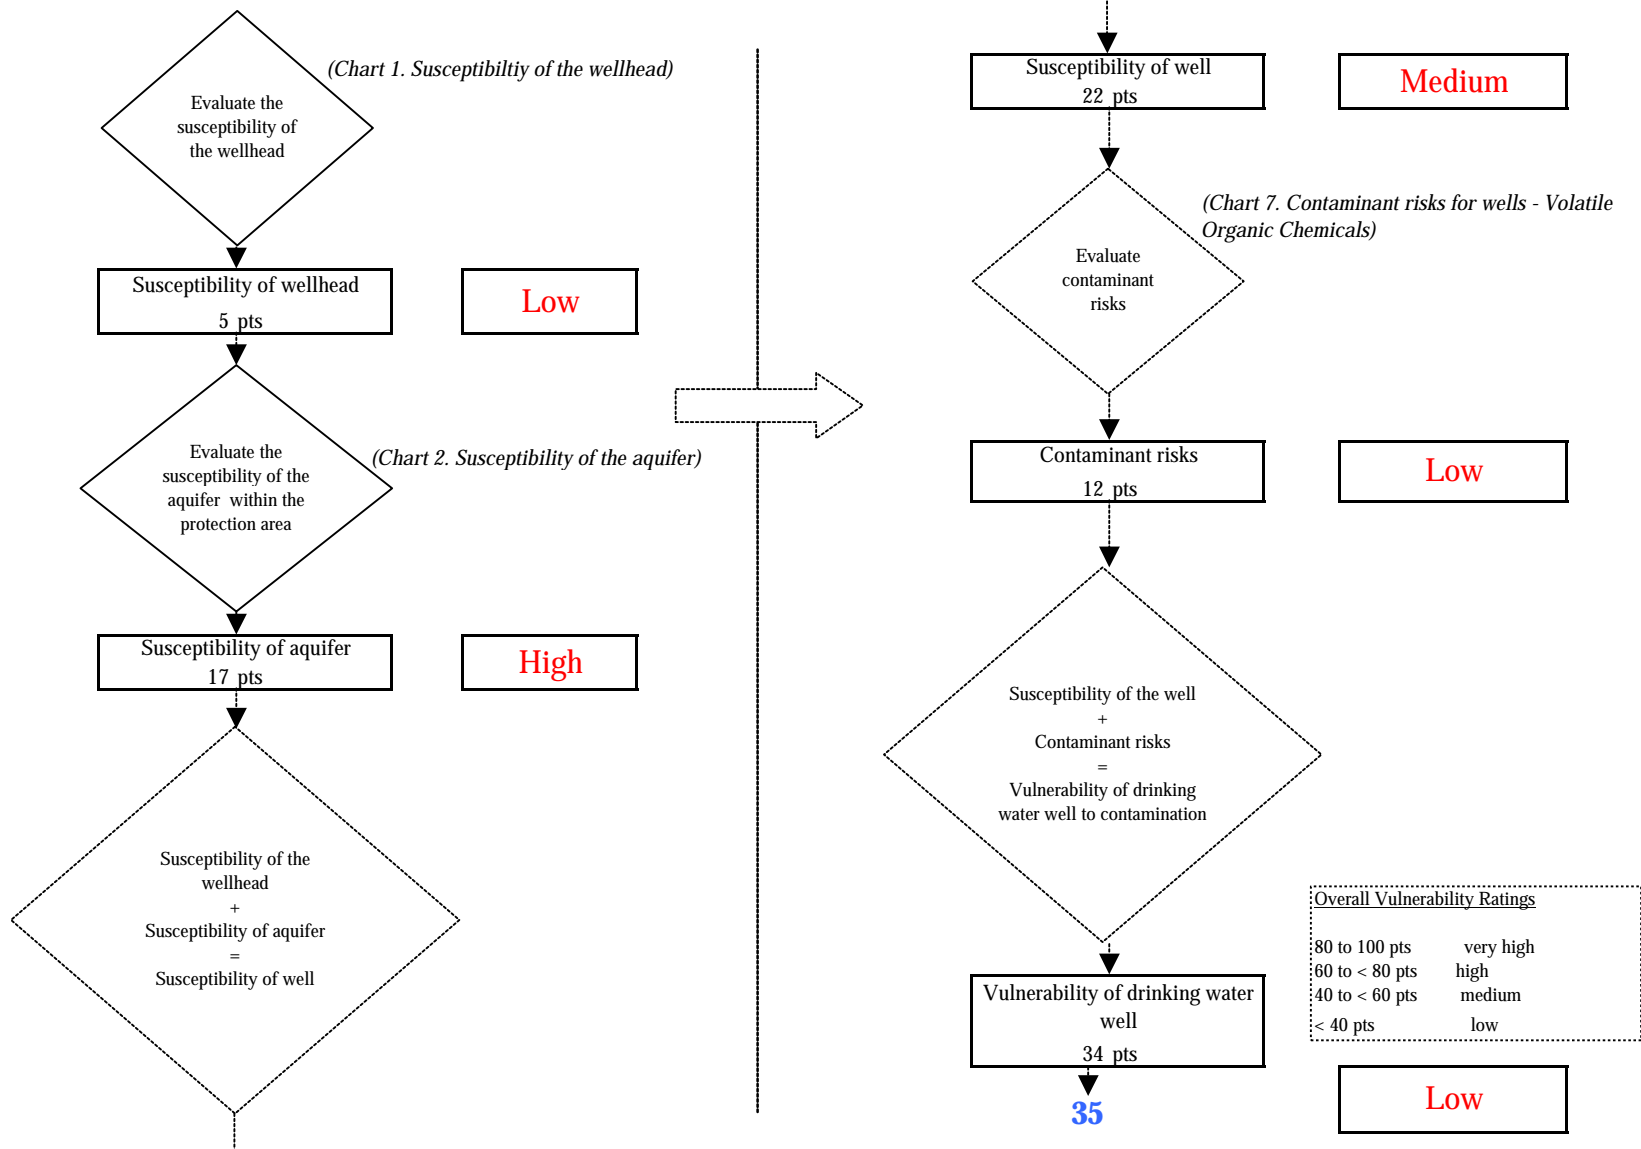 (Chart 1. Susceptibiltiy of the wellhead)
Evaluate the
susceptibility of
the wellhead
Susceptibility of wellhead
5 pts
Low
Evaluate the
susceptibility of the
aquifer within the
protection area
(Chart 2. Susceptibility of the aquifer)
Susceptibility of aquifer
17 pts
High
Susceptibility of the
wellhead
+
Susceptibility of aquifer
=
Susceptibility of well
Susceptibility of well
22 pts
Medium
(Chart 7. Contaminant risks for wells - Volatile
Organic Chemicals)
Evaluate
contaminant
risks
Contaminant risks
12 pts
Low
Susceptibility of the well
+
Contaminant risks
=
Vulnerability of drinking
water well to contamination
Overall Vulnerability Ratings
80 to 100 pts very high
60 to < 80 pts high
40 to < 60 pts medium
< 40 pts low
Vulnerability of drinking water
well
34 pts
35
Low